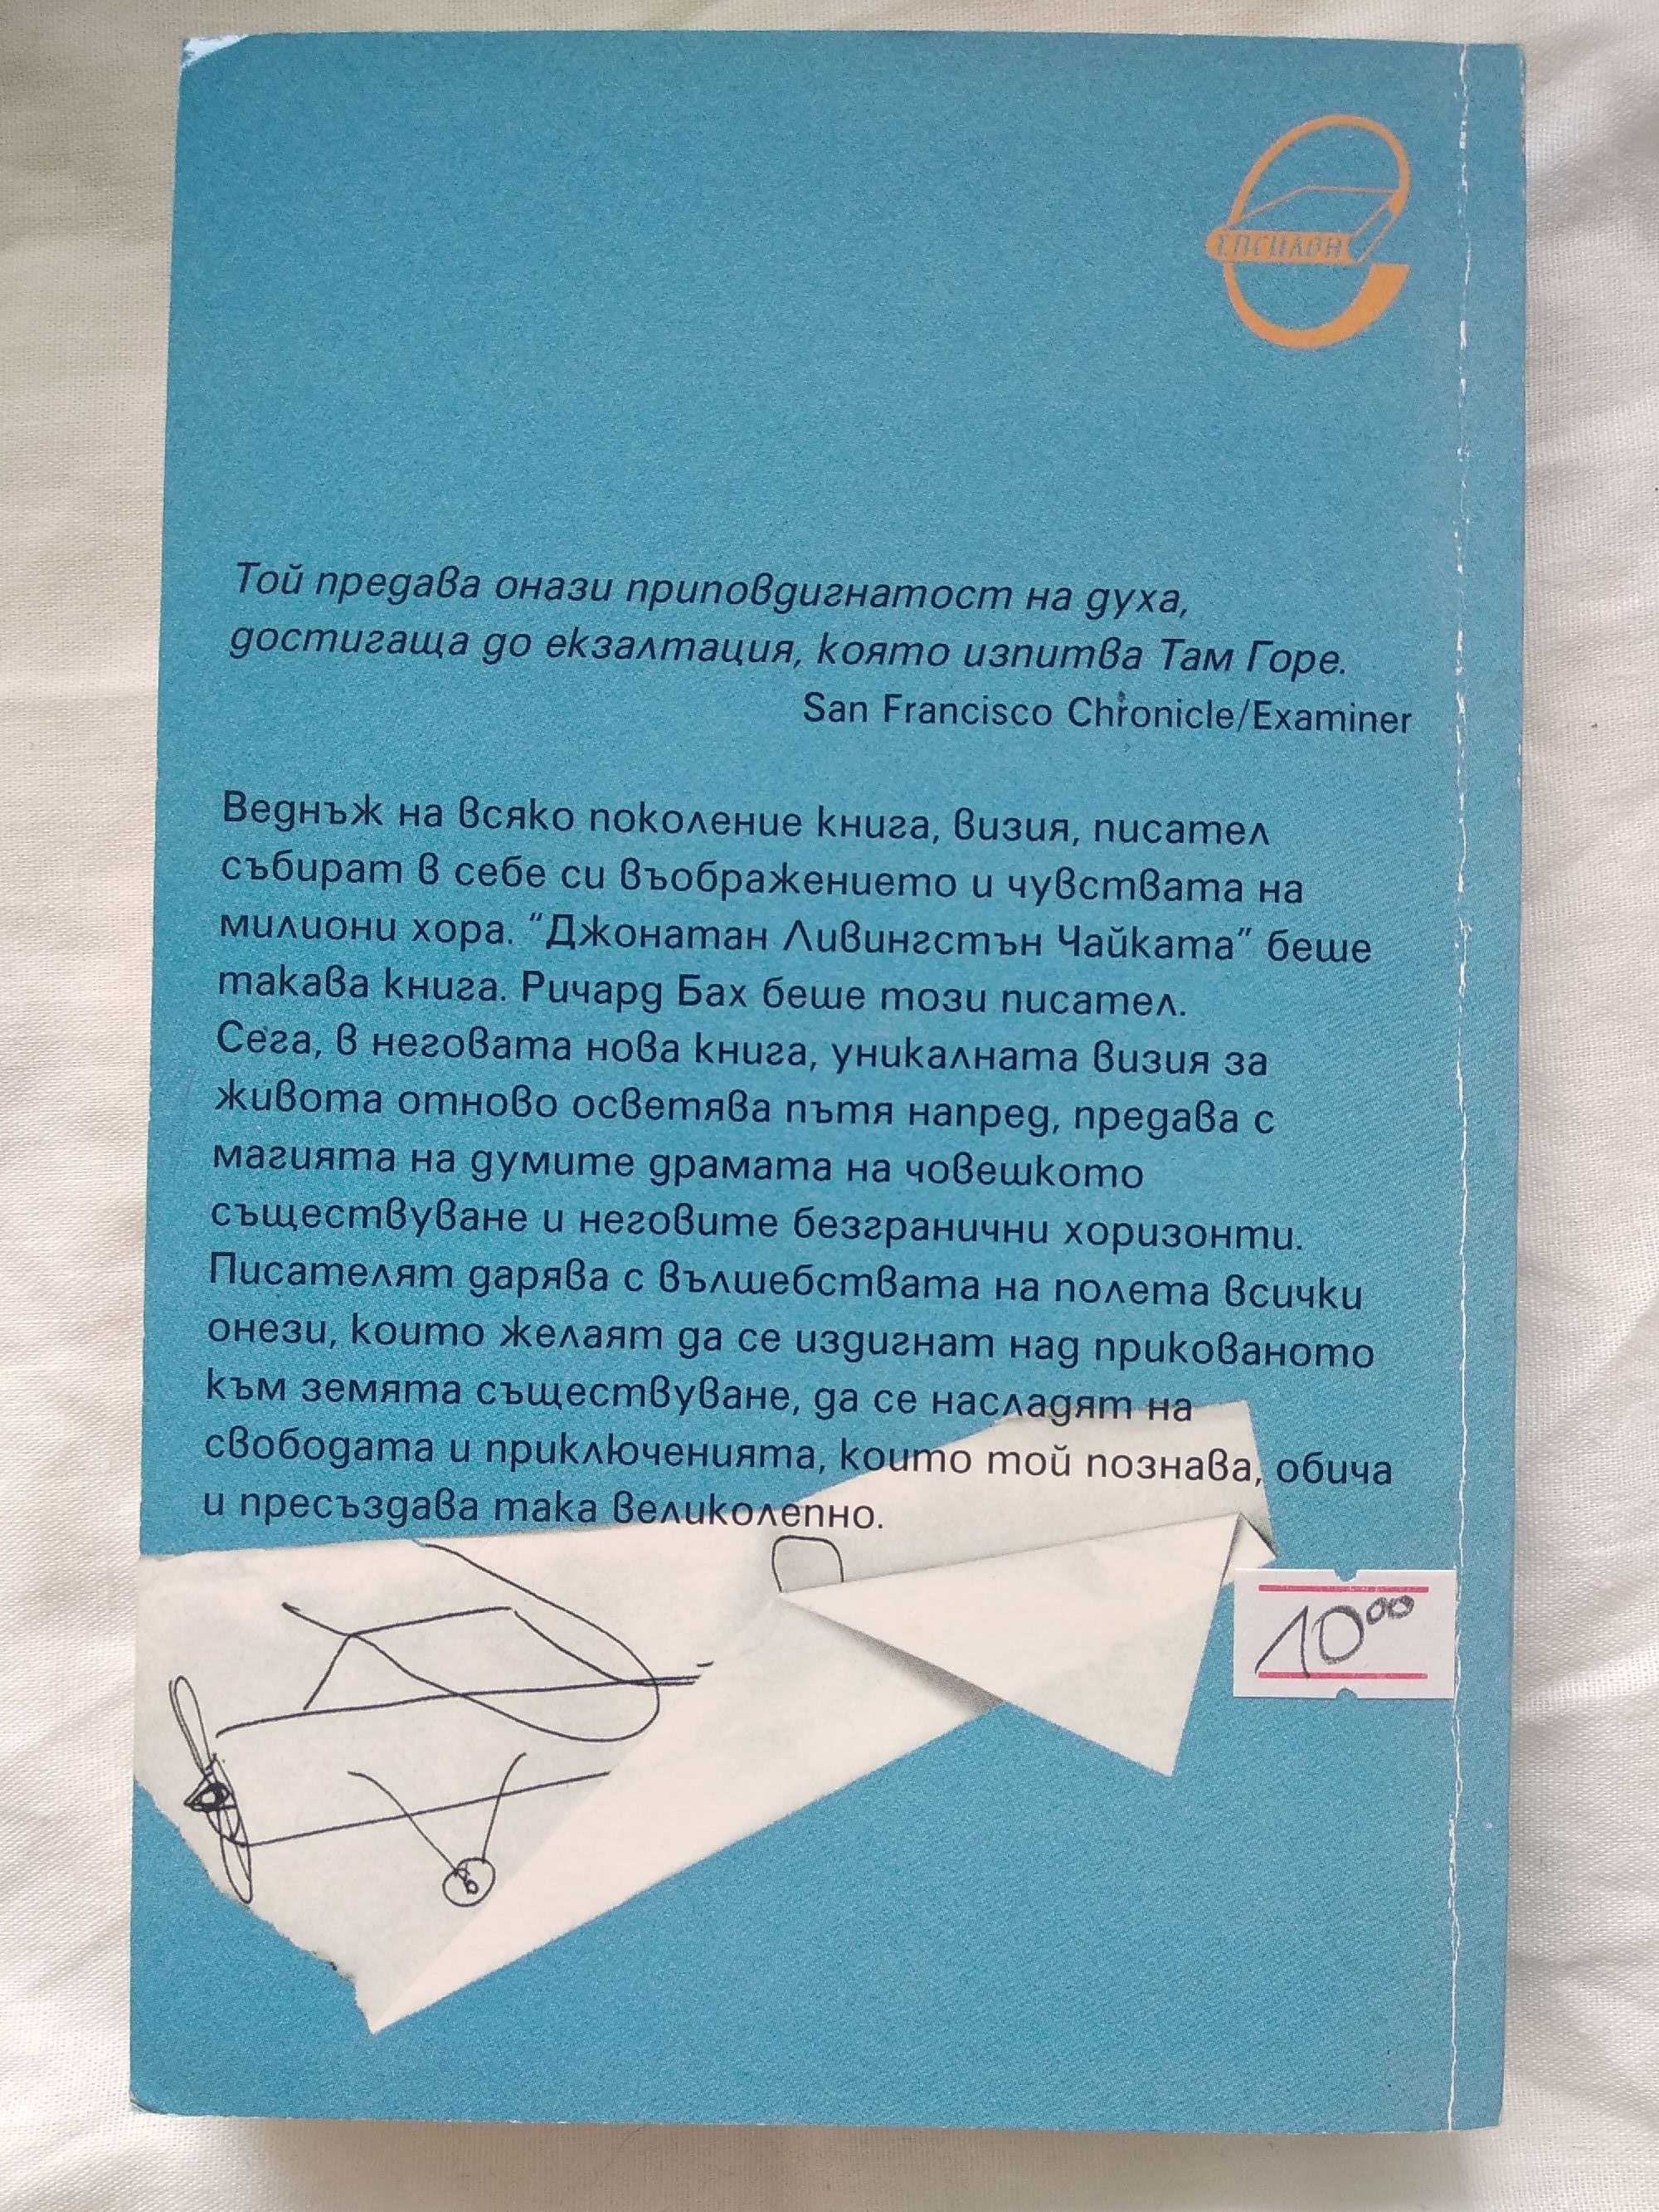 ЕПСИЛОН
Той предава онази приповдигнатост на духа,
достигаща до екзалтация, която изпитва Там Горе.
San Francisco Chronicle/Examiner
Веднъж на всяко поколение книга, визия, писател
събират в себе си въображението и чувствата на
милиони хора. “Джонатан Ливингстън Чайката” беше
такава книга. Ричард Бах беше този писател.
Сега, в неговата нова книга, уникалната визия за
живота отново осветява пътя напред, предава с
магията на думите драмата на човешкото
съществуване и неговите безгранични хоризонти.
Писателят дарява с вълшебствата на полета всички
онези, които желаят да се издигнат над прикованото
към земята съществуване, да се насладят на
свободата и приключенията, които той познава, обича
и пресъздава така великолепно.
10⁰⁰